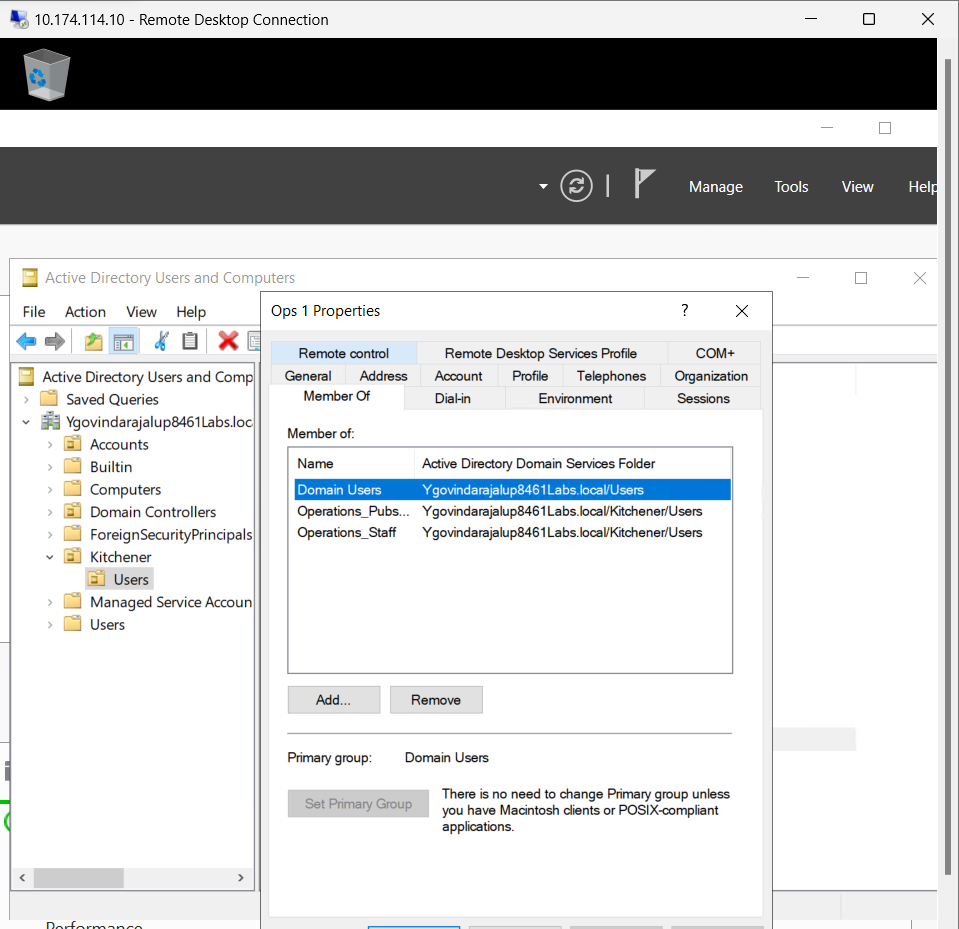 10.174.114.10 - Remote Desktop Connection
Manage Tools View Help
Active Directory Users and Computers
File Action View Help
Ops 1 Properties
?
Remote control Remote Desktop Services Profile COM+
General Address Account Profile Telephones Organization
Member Of Dial-in Environment Sessions
Active Directory Users and Comp
Saved Queries
Ygovindarajalup8461Labs.loc
Accounts
Builtin
Computers
Domain Controllers
ForeignSecurityPrincipals
Kitchener
Users
Managed Service Accoun
Users
Member of:
Name Active Directory Domain Services Folder
Domain Users Ygovindarajalup8461Labs.local/Users
Operations_Pubs... Ygovindarajalup8461Labs.local/Kitchener/Users
Operations_Staff Ygovindarajalup8461Labs.local/Kitchener/Users
Add... Remove
Primary group: Domain Users
Set Primary Group
There is no need to change Primary group unless
you have Macintosh clients or POSIX-compliant
applications.
Performance